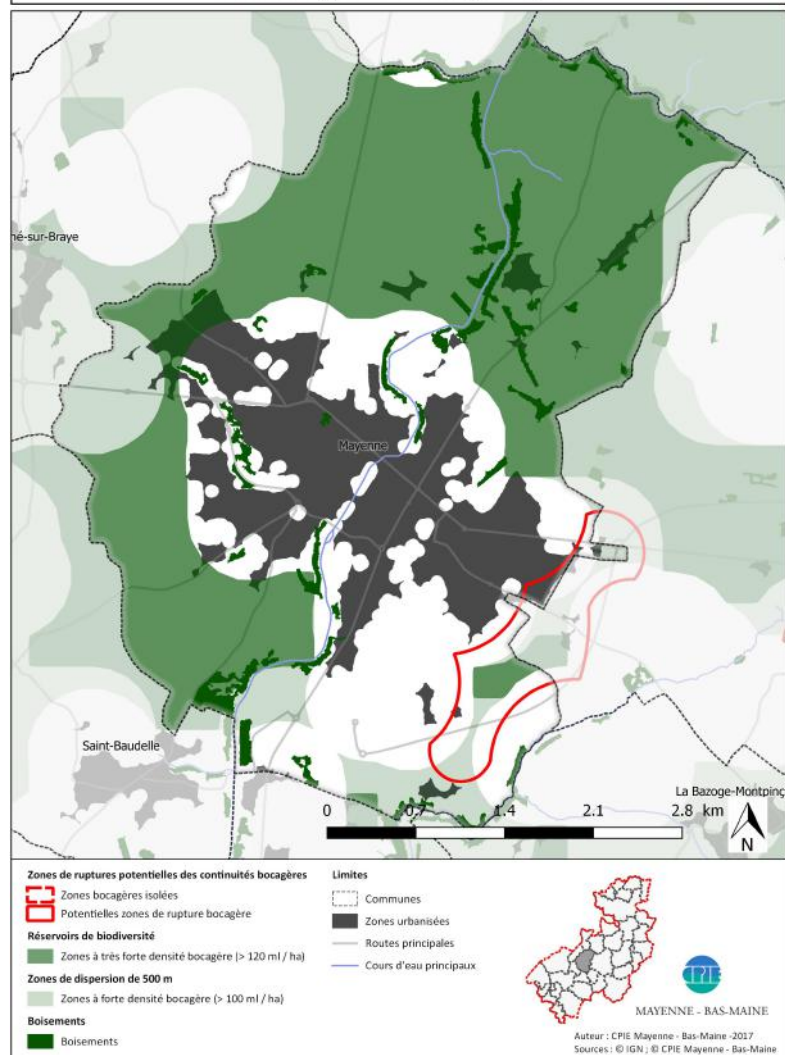 né-sur-Braye
Mayenne
Saint-Baudelle
La Bazoge-Montpinç
0 0.7 1.4 2.1 2.8 km
N
Zones de ruptures potentielles des continuités bocagères
Zones bocagères isolées
Potentielles zones de rupture bocagère
Réservoirs de biodiversité
Zones à très forte densité bocagère (> 120 ml / ha)
Zones de dispersion de 500 m
Zones à forte densité bocagère (> 100 ml / ha)
Boisements
Boisements
Limites
Communes
Zones urbanisées
Routes principales
Cours d'eau principaux
CPIE
MAYENNE - BAS-MAINE
Auteur : CPIE Mayenne - Bas-Maine -2017
Sources : © IGN ; © CPIE Mayenne - Bas-Maine